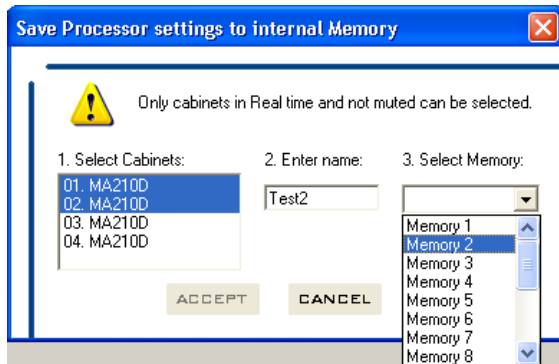 Save Processor settings to internal Memory
Only cabinets in Real time and not muted can be selected.
1. Select Cabinets:
01. MA210D
02. MA210D
03. MA210D
04. MA210D
2. Enter name:
Test2
3. Select Memory:
Memory 1
Memory 2
Memory 3
Memory 4
Memory 5
Memory 6
Memory 7
Memory 8
ACCEPT
CANCEL